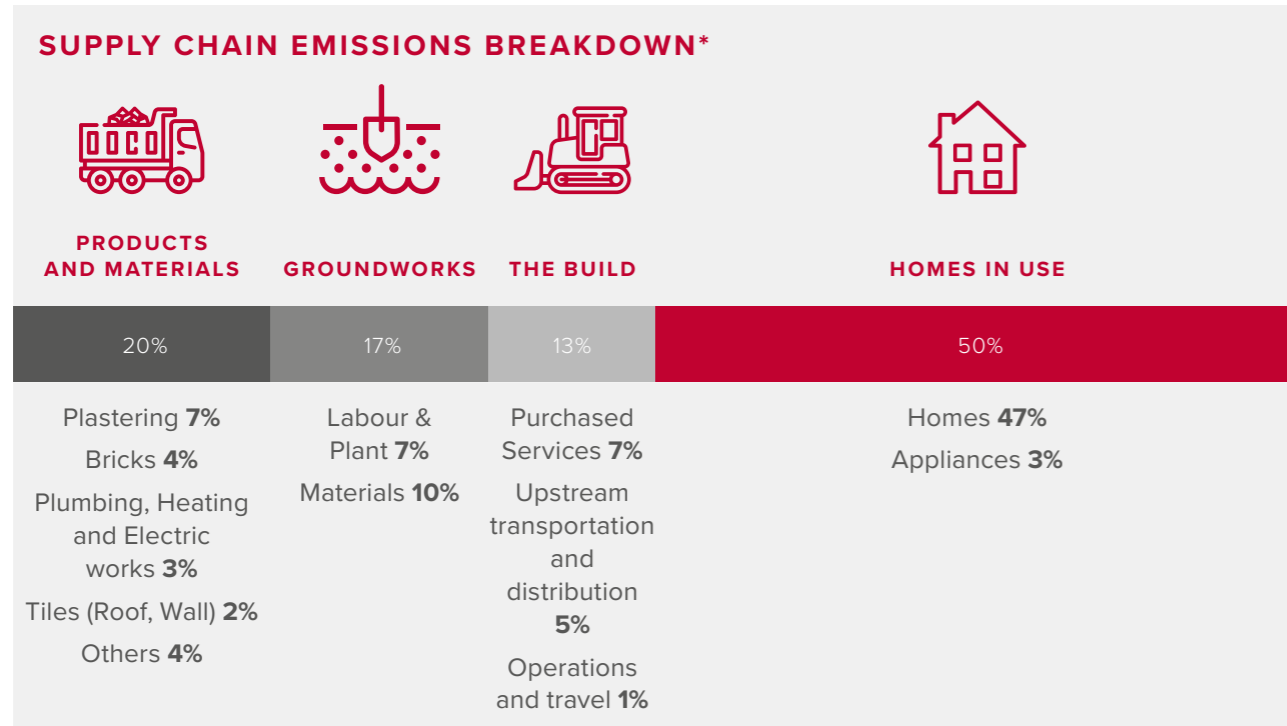 SUPPLY CHAIN EMISSIONS BREAKDOWN*
PRODUCTS
AND MATERIALS
GROUNDWORKS
THE BUILD
HOMES IN USE
20%
17%
13%
50%
Plastering 7%
Bricks 4%
Plumbing, Heating
and Electric
works 3%
Tiles (Roof, Wall) 2%
Others 4%
Labour &
Plant 7%
Materials 10%
Purchased
Services 7%
Upstream
transportation
and
distribution
5%
Operations
and travel 1%
Homes 47%
Appliances 3%